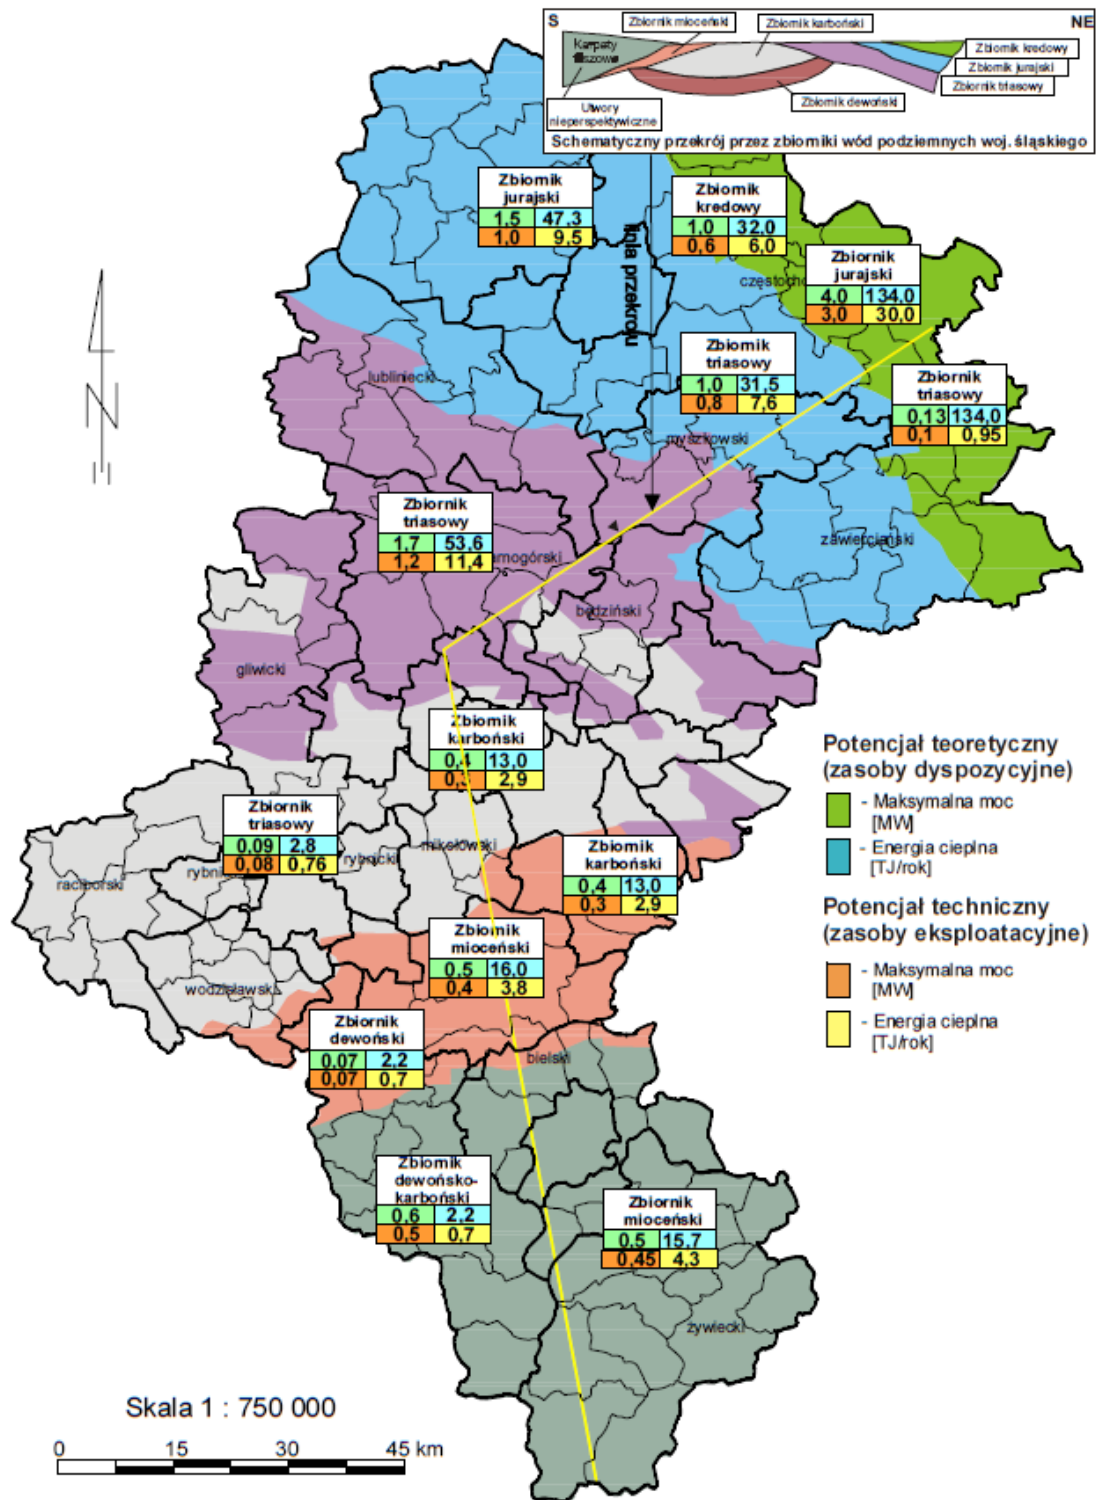 S
NE
Zbiornik mioceński
Zbiornik karboński
Karpaty
Zbiornik kredowy
Zbiornik jurajski
Zbiornik triasowy
Zbiornik dewoński
Utwory
nieperspektywiczne
Schematyczny przekrój przez zbiorniki wód podziemnych woj. śląskiego
Zbiornik
jurajski
1,5 47,3
1,0 9,5
Zbiornik
kredowy
1,0 32,0
0,6 6,0
linia przekroju
Zbiornik
jurajski
4,0 134,0
3,0 30,0
Zbiornik
triasowy
1,0 31,5
0,8 7,6
lubliniecki
Zbiornik
triasowy
0,13 134,0
0,1 0,95
myszkowski
N
Zbiornik
triasowy
1,7 53,6
1,2 11,4
amogórski
zawierciański
będziński
gliwicki
Zbiornik
karboński
0,4 13,0
0,3 2,9
Potencjał teoretyczny
(zasoby dyspozycyjne)
- Maksymalna moc
[MW]
- Energia cieplna
[TJ/rok]
Zbiornik
triasowy
0,09 2,8
0,08 0,76
mikołowski
rybnicki
rybni
raciborski
Zbiornik
karboński
0,4 13,0
0,3 2,9
Potencjał techniczny
(zasoby eksploatacyjne)
- Maksymalna moc
[MW]
- Energia cieplna
[TJ/rok]
Zbiornik
mioceński
0,5 16,0
0,4 3,8
wodzisławski
Zbiornik
dewoński
0,07 2,2
0,07 0,7
bielski
Zbiornik
dewońsko-
karboński
0,6 2,2
0,5 0,7
Zbiornik
mioceński
0,5 15,7
0,45 4,3
żywiecki
Skala 1 : 750 000
0 15 30 45 km